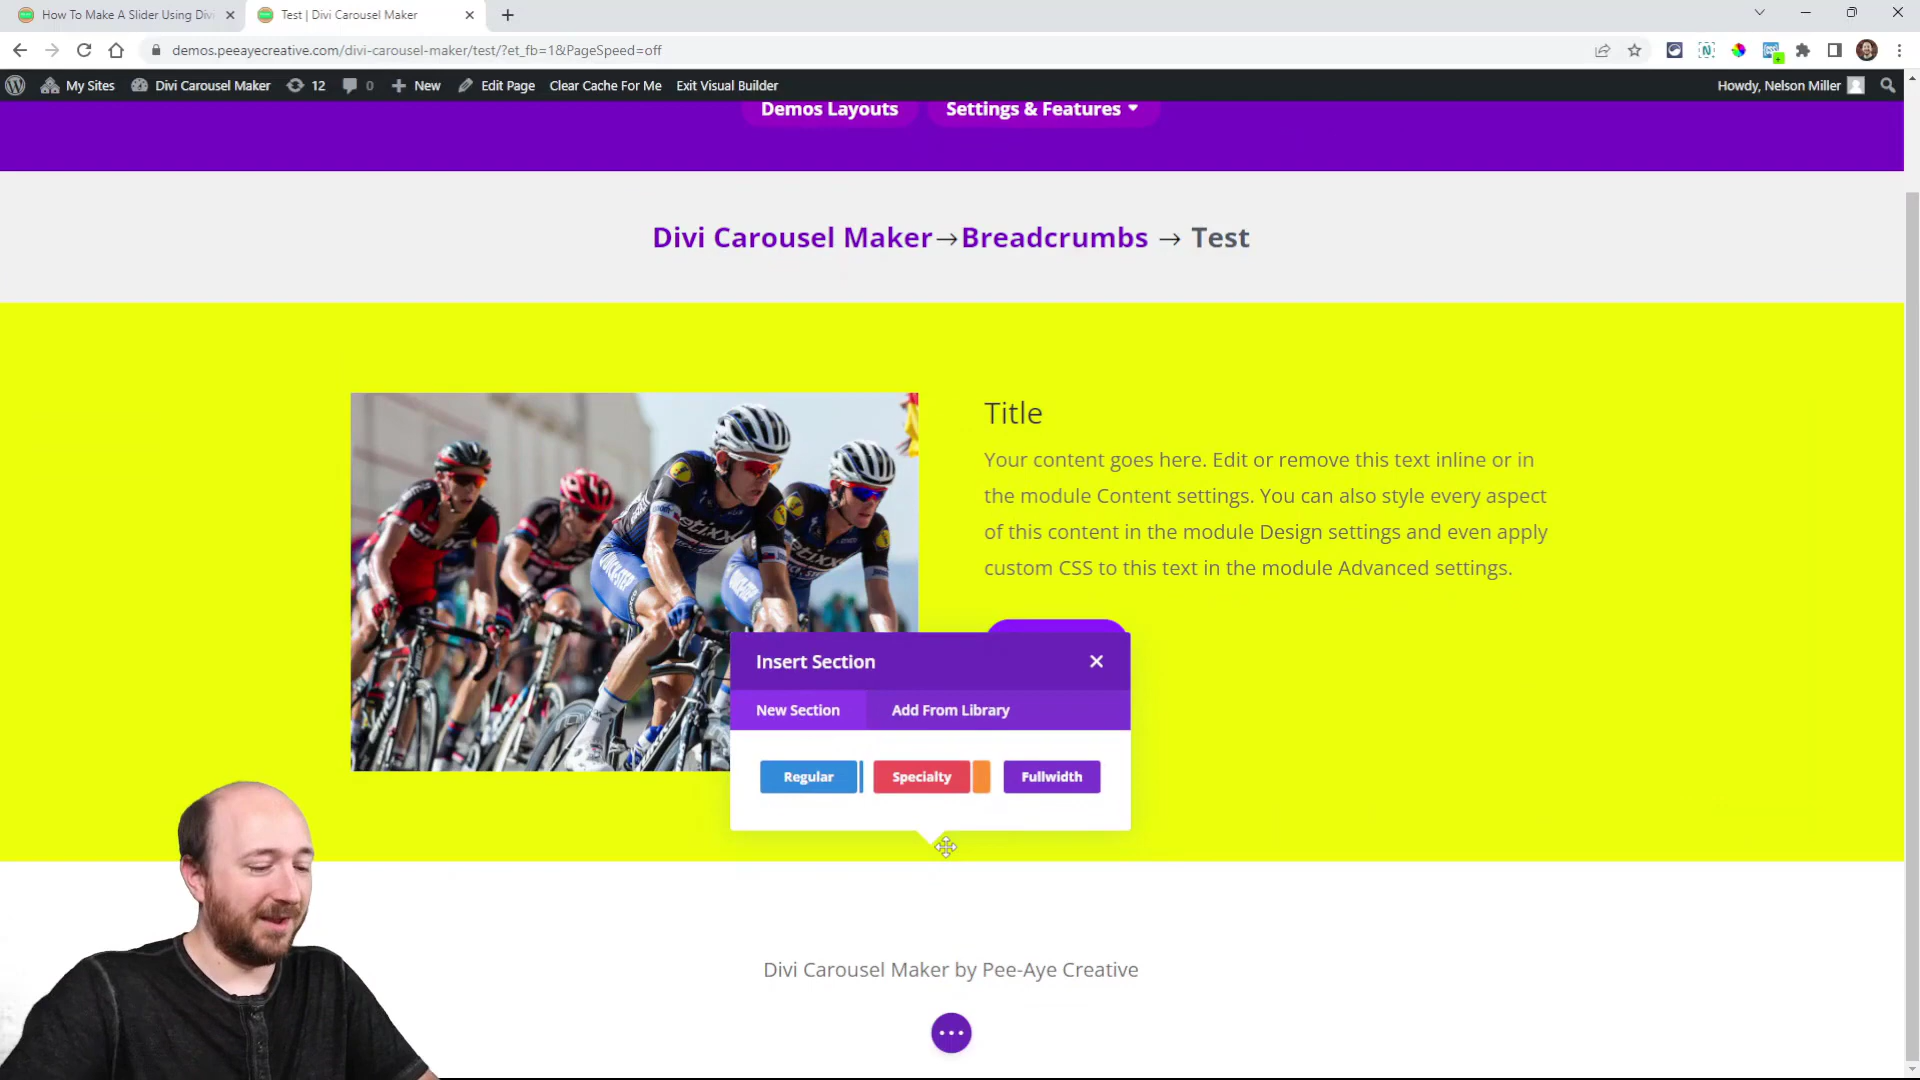 How To Make A Slider Using Divi
Test | Divi Carousel Maker
demos.peeayecreative.com/divi-carousel-maker/test/?et_fb=1&PageSpeed=off
My Sites
Divi Carousel Maker
12
0
New
Edit Page
Clear Cache For Me
Exit Visual Builder
Howdy, Nelson Miller
Demos Layouts
Settings & Features
Divi Carousel Maker→Breadcrumbs → Test
Title
Your content goes here. Edit or remove this text inline or in
the module Content settings. You can also style every aspect
of this content in the module Design settings and even apply
custom CSS to this text in the module Advanced settings.
Insert Section
New Section
Add From Library
Regular
Specialty
Fullwidth
Divi Carousel Maker by Pee-Aye Creative